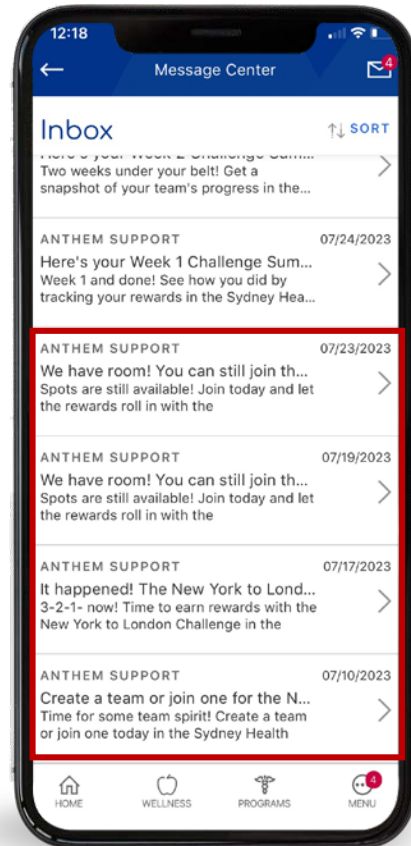 12:18
Message Center
4
Inbox
SORT
Here's your Week 2 Challenge Sum...
Two weeks under your belt! Get a
snapshot of your team's progress in the...
ANTHEM SUPPORT 07/24/2023
Here's your Week 1 Challenge Sum...
Week 1 and done! See how you did by
tracking your rewards in the Sydney Hea...
ANTHEM SUPPORT 07/23/2023
We have room! You can still join th...
Spots are still available! Join today and let
the rewards roll in with the
ANTHEM SUPPORT 07/19/2023
We have room! You can still join th...
Spots are still available! Join today and let
the rewards roll in with the
ANTHEM SUPPORT 07/17/2023
It happened! The New York to Lond...
3-2-1- now! Time to earn rewards with the
New York to London Challenge in the
ANTHEM SUPPORT 07/10/2023
Create a team or join one for the N...
Time for some team spirit! Create a team
or join one today in the Sydney Health
4
HOME WELLNESS PROGRAMS MENU